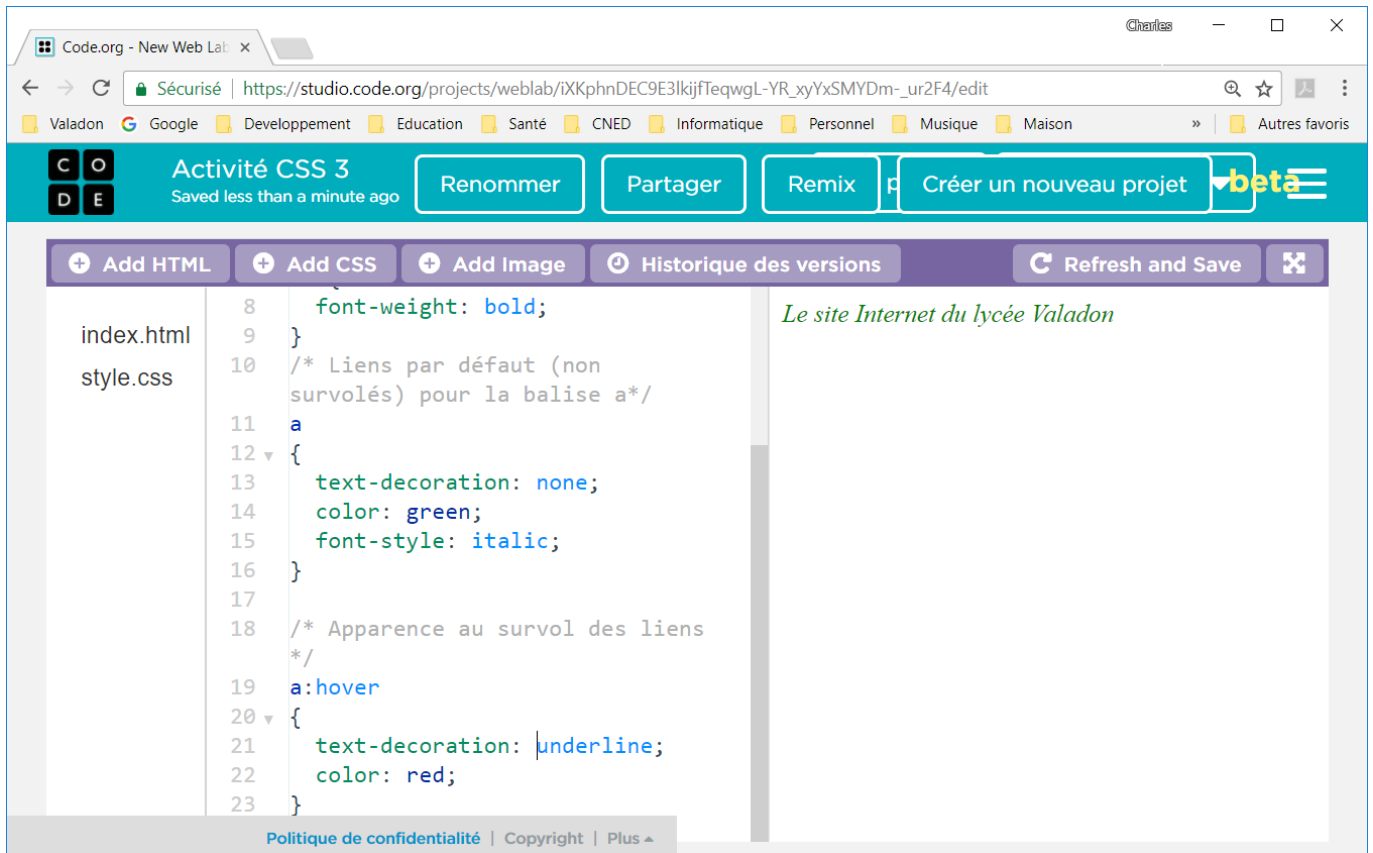 Charles
Code.org - New Web Lab
Sécurisé | https://studio.code.org/projects/weblab/iXKphnDEC9E3lkijfTeqwgL-YR_xyYxSMYDm-_ur2F4/edit
Valadon Google Developpement Education Santé CNED Informatique Personnel Musique Maison » Autres favoris
CODE
Activité CSS 3
Saved less than a minute ago
Renommer Partager Remix p Créer un nouveau projet beta
Add HTML Add CSS Add Image Historique des versions Refresh and Save
index.html
style.css
8 font-weight: bold;
9 }
10 /* Liens par défaut (non
survolés) pour la balise a*/
11 a
12 {
13 text-decoration: none;
14 color: green;
15 font-style: italic;
16 }
17
18 /* Apparence au survol des liens
*/
19 a:hover
20 {
21 text-decoration: underline;
22 color: red;
23 }
Le site Internet du lycée Valadon
Politique de confidentialité | Copyright | Plus